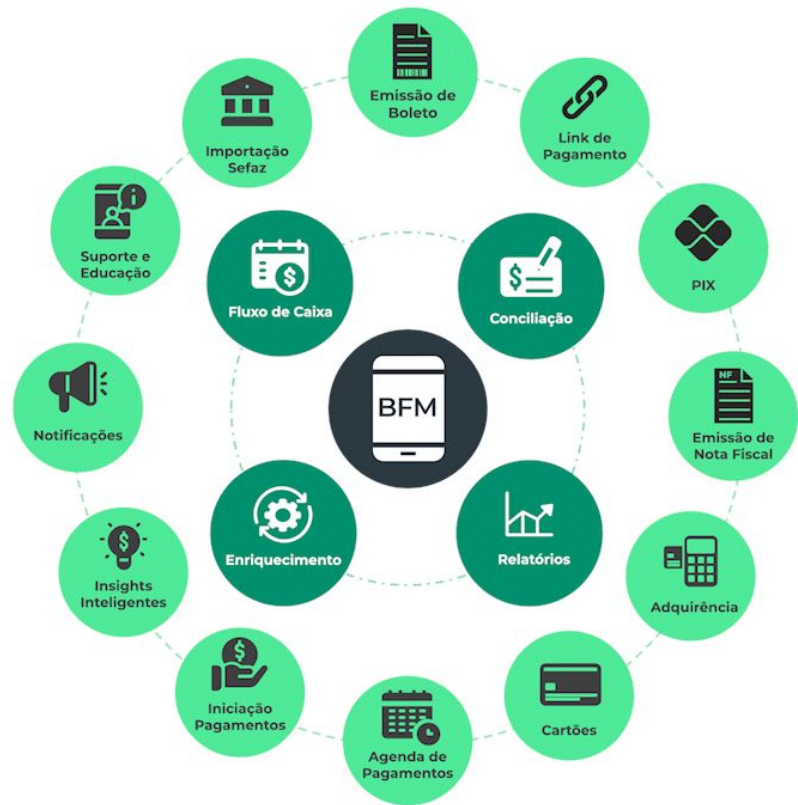 Emissão de
Boleto
Link de
Pagamento
PIX
NF
Emissão de
Nota Fiscal
Adquirência
Cartões
Agenda de
Pagamentos
Iniciação
Pagamentos
Insights
Inteligentes
Notificações
Suporte e
Educação
Importação
Sefaz
Fluxo de Caixa
Conciliação
BFM
Enriquecimento
Relatórios